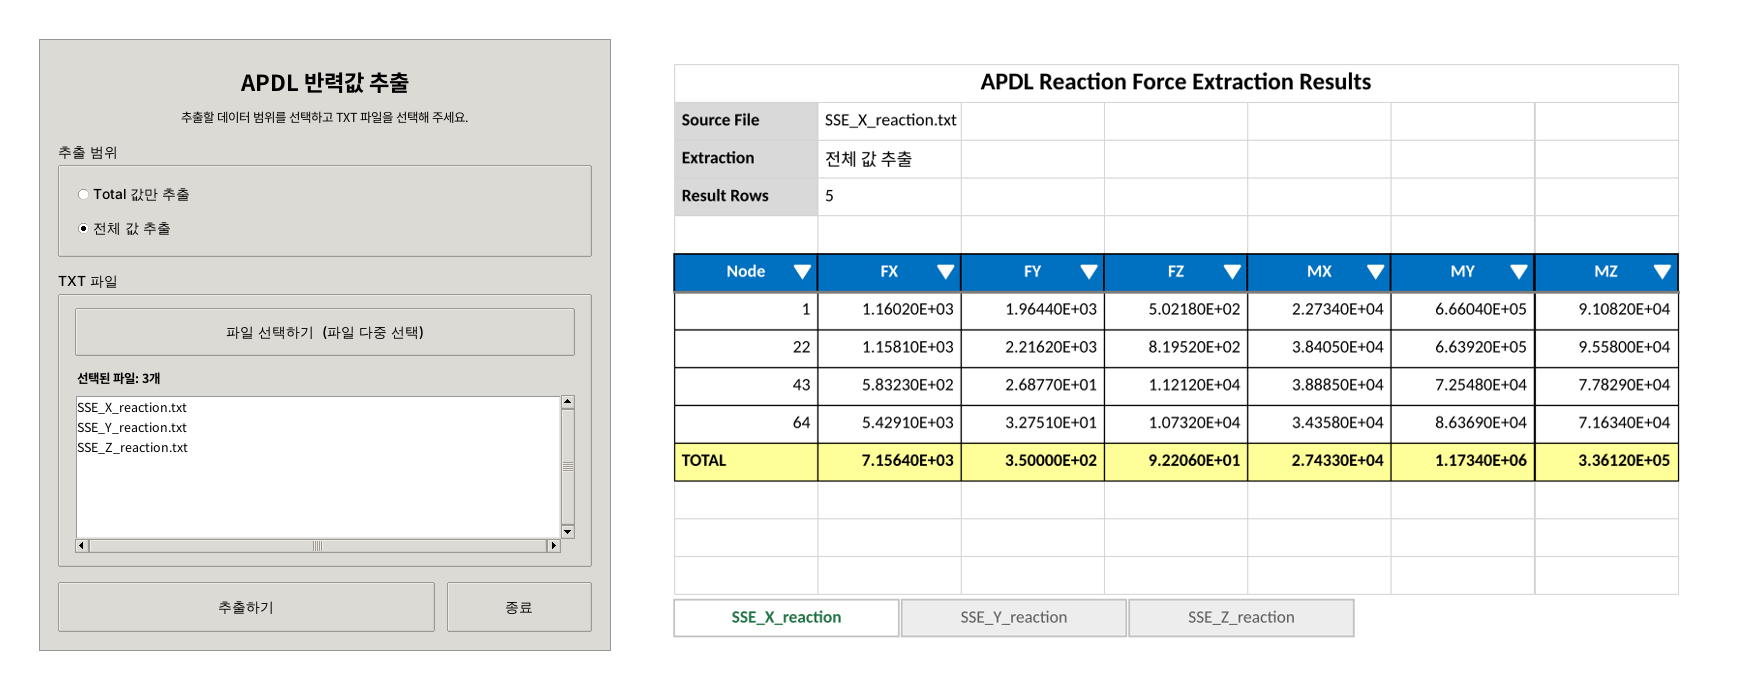 APDL 반력값 추출
추출할 데이터 범위를 선택하고 TXT 파일을 선택해 주세요.
추출 범위
Total 값만 추출
전체 값 추출
TXT 파일
파일 선택하기 (파일 다중 선택)
선택된 파일: 3개
SSE_X_reaction.txt
SSE_Y_reaction.txt
SSE_Z_reaction.txt
추출하기 종료
APDL Reaction Force Extraction Results
Source File SSE_X_reaction.txt
Extraction 전체 값 추출
Result Rows 5
Node FX FY FZ MX MY MZ
1 1.16020E+03 1.96440E+03 5.02180E+02 2.27340E+04 6.66040E+05 9.10820E+04
22 1.15810E+03 2.21620E+03 8.19520E+02 3.84050E+04 6.63920E+05 9.55800E+04
43 5.83230E+02 2.68770E+01 1.12120E+04 3.88850E+04 7.25480E+04 7.78290E+04
64 5.42910E+03 3.27510E+01 1.07320E+04 3.43580E+04 8.63690E+04 7.16340E+04
TOTAL 7.15640E+03 3.50000E+02 9.22060E+01 2.74330E+04 1.17340E+06 3.36120E+05
SSE_X_reaction SSE_Y_reaction SSE_Z_reaction